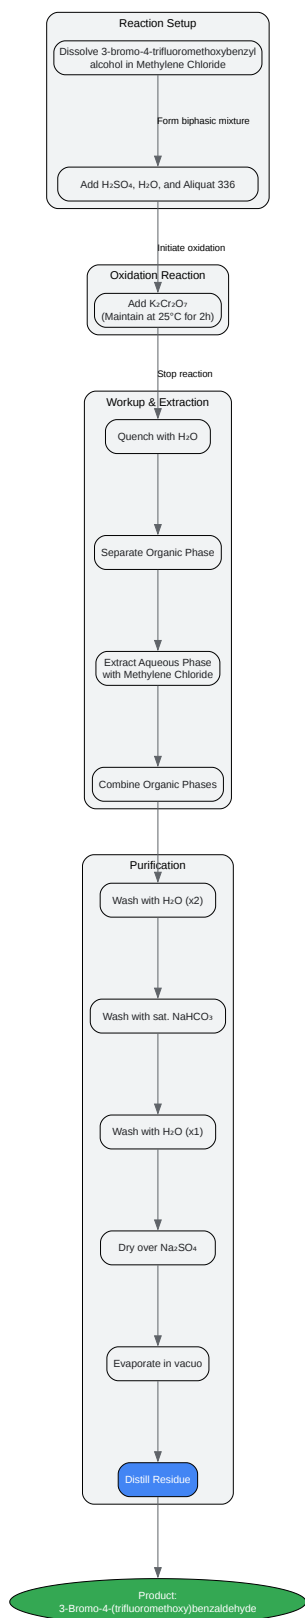 Reaction Setup
Dissolve 3-bromo-4-trifluoromethoxybenzyl
alcohol in Methylene Chloride
Form biphasic mixture
Add H₂SO₄, H₂O, and Aliquat 336
Initiate oxidation
Oxidation Reaction
Add K₂Cr₂O₇
(Maintain at 25°C for 2h)
Stop reaction
Workup & Extraction
Quench with H₂O
Separate Organic Phase
Extract Aqueous Phase
with Methylene Chloride
Combine Organic Phases
Purification
Wash with H₂O (x2)
Wash with sat. NaHCO₃
Wash with H₂O (x1)
Dry over Na₂SO₄
Evaporate in vacuo
Distill Residue
Product:
3-Bromo-4-(trifluoromethoxy)benzaldehyde